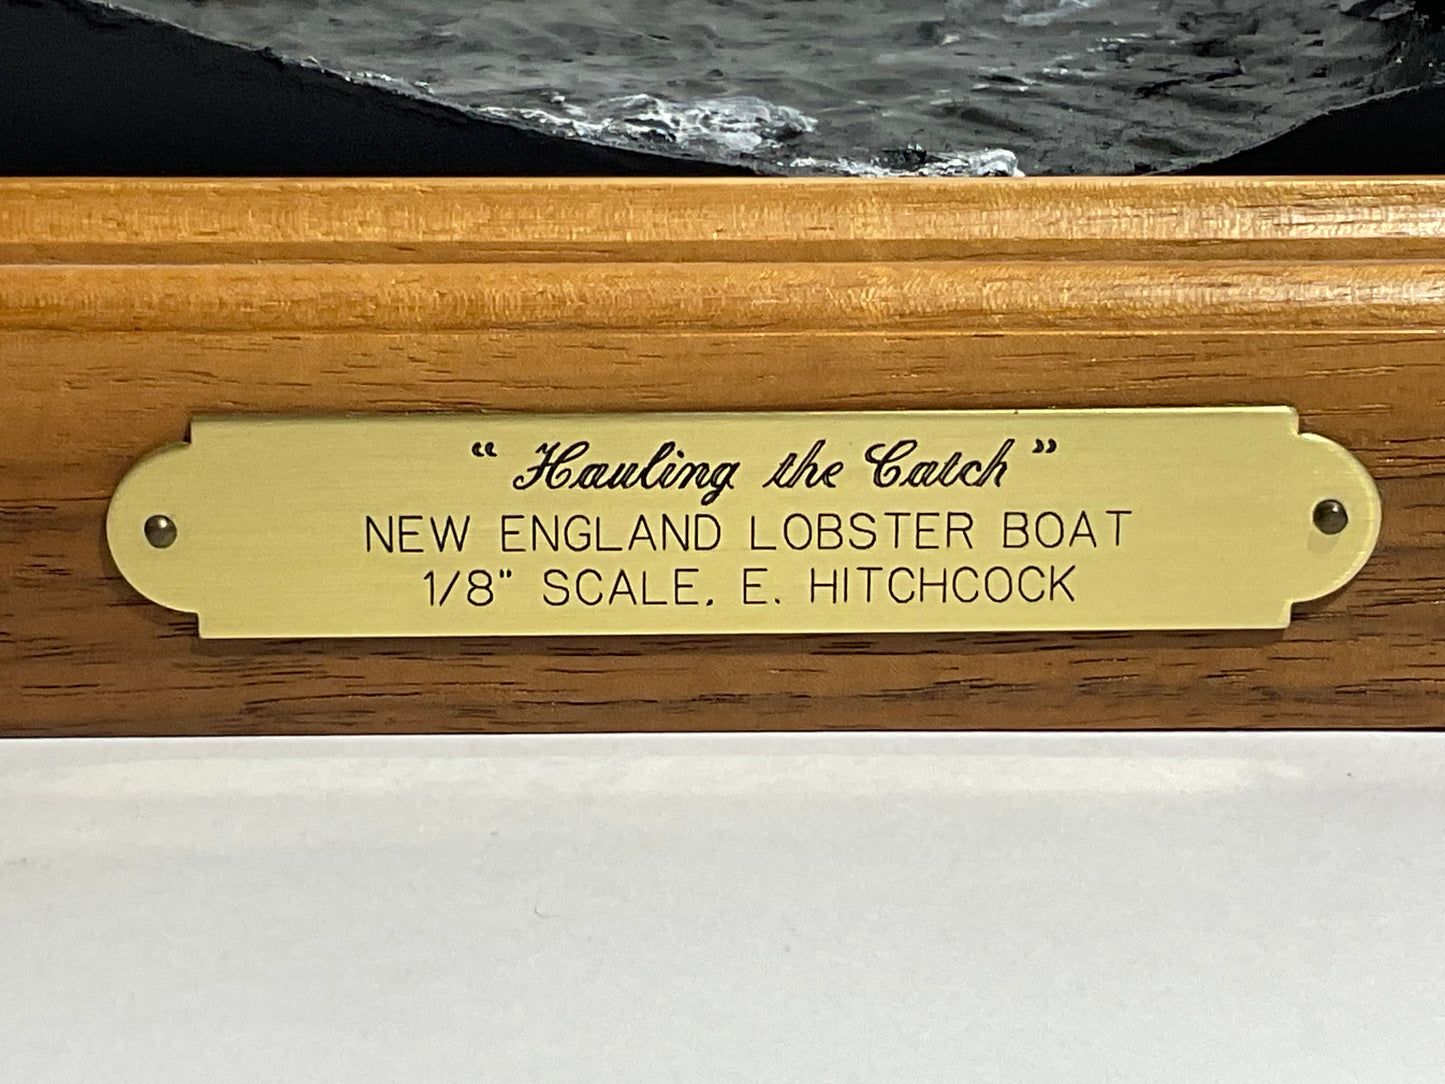 “ Hauling the Catch ”
NEW ENGLAND LOBSTER BOAT
1/8" SCALE, E. HITCHCOCK